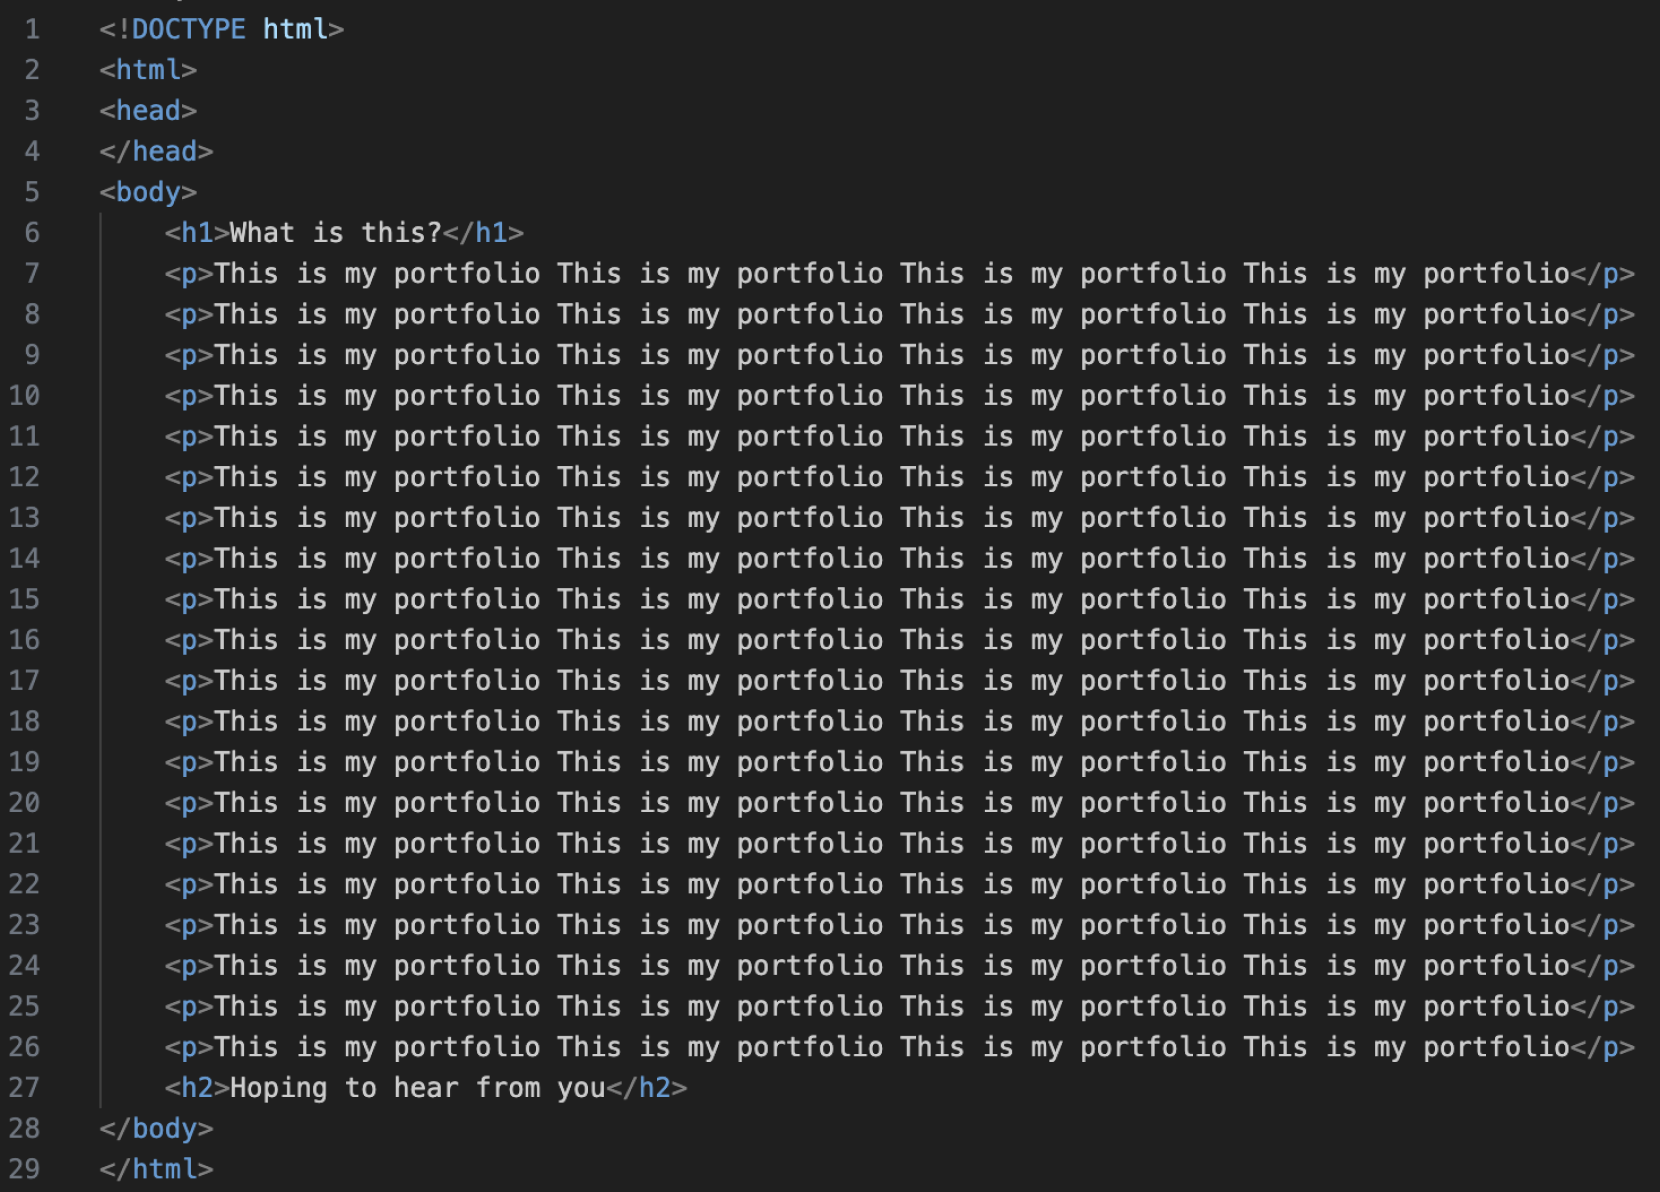 1 <!DOCTYPE html>
2 <html>
3 <head>
4 </head>
5 <body>
6 <h1>What is this?</h1>
7 <p>This is my portfolio This is my portfolio This is my portfolio This is my portfolio</p>
8 <p>This is my portfolio This is my portfolio This is my portfolio This is my portfolio</p>
9 <p>This is my portfolio This is my portfolio This is my portfolio This is my portfolio</p>
10 <p>This is my portfolio This is my portfolio This is my portfolio This is my portfolio</p>
11 <p>This is my portfolio This is my portfolio This is my portfolio This is my portfolio</p>
12 <p>This is my portfolio This is my portfolio This is my portfolio This is my portfolio</p>
13 <p>This is my portfolio This is my portfolio This is my portfolio This is my portfolio</p>
14 <p>This is my portfolio This is my portfolio This is my portfolio This is my portfolio</p>
15 <p>This is my portfolio This is my portfolio This is my portfolio This is my portfolio</p>
16 <p>This is my portfolio This is my portfolio This is my portfolio This is my portfolio</p>
17 <p>This is my portfolio This is my portfolio This is my portfolio This is my portfolio</p>
18 <p>This is my portfolio This is my portfolio This is my portfolio This is my portfolio</p>
19 <p>This is my portfolio This is my portfolio This is my portfolio This is my portfolio</p>
20 <p>This is my portfolio This is my portfolio This is my portfolio This is my portfolio</p>
21 <p>This is my portfolio This is my portfolio This is my portfolio This is my portfolio</p>
22 <p>This is my portfolio This is my portfolio This is my portfolio This is my portfolio</p>
23 <p>This is my portfolio This is my portfolio This is my portfolio This is my portfolio</p>
24 <p>This is my portfolio This is my portfolio This is my portfolio This is my portfolio</p>
25 <p>This is my portfolio This is my portfolio This is my portfolio This is my portfolio</p>
26 <p>This is my portfolio This is my portfolio This is my portfolio This is my portfolio</p>
27 <h2>Hoping to hear from you</h2>
28 </body>
29 </html>